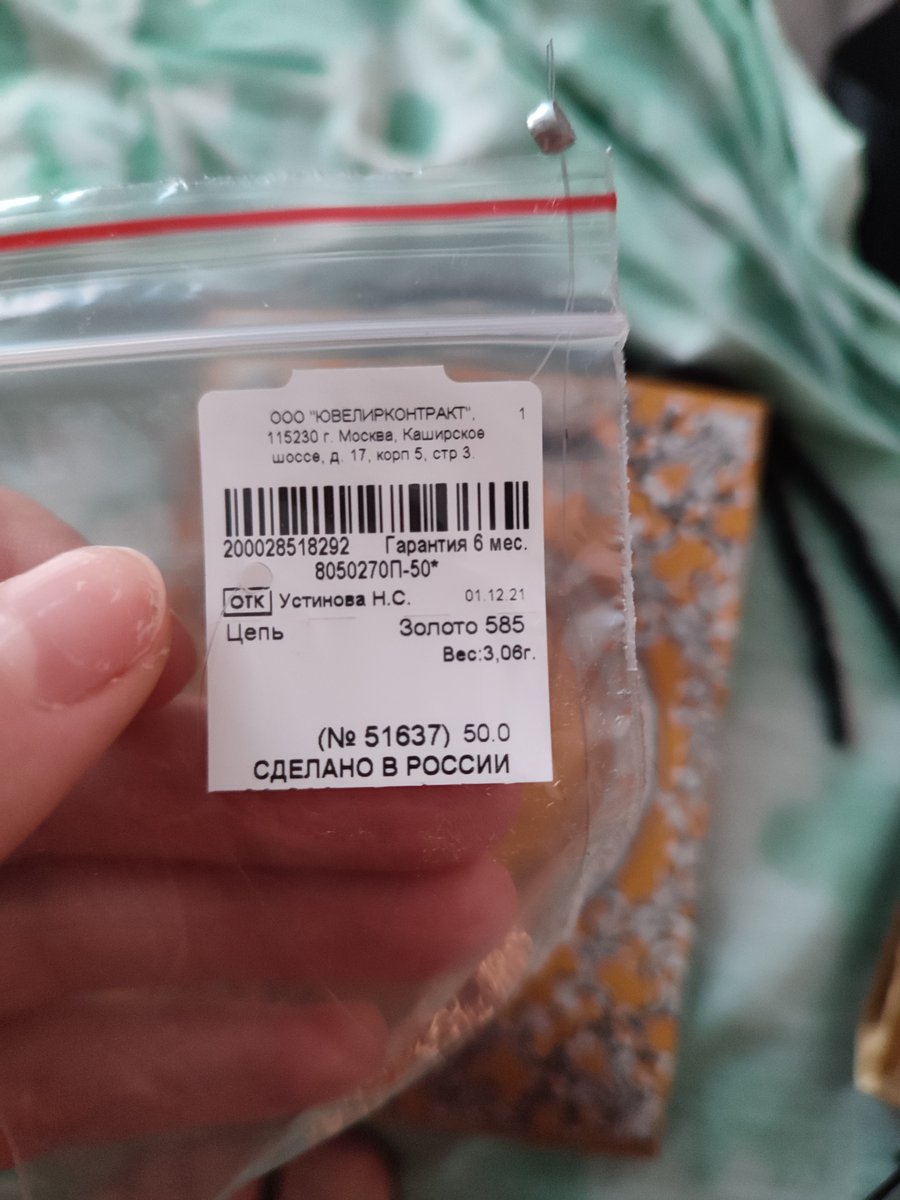 ООО "ЮВЕЛИРКОНТРАКТ", 1
115230 г. Москва, Каширское
шоссе, д. 17, корп 5, стр 3.
200028518292 Гарантия 6 мес.
8050270П-50*
ОТК Устинова Н.С. 01.12.21
Цепь Золото 585
Вес:3,06г.
(№ 51637) 50.0
СДЕЛАНО В РОССИИ